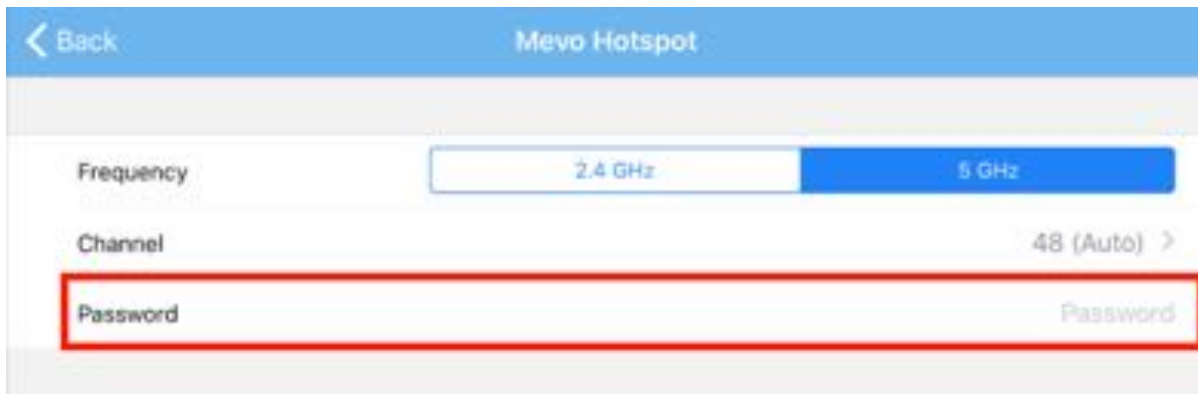 Back Mevo Hotspot
Frequency 2.4 GHz 5 GHz
Channel 48 (Auto)
Password Password